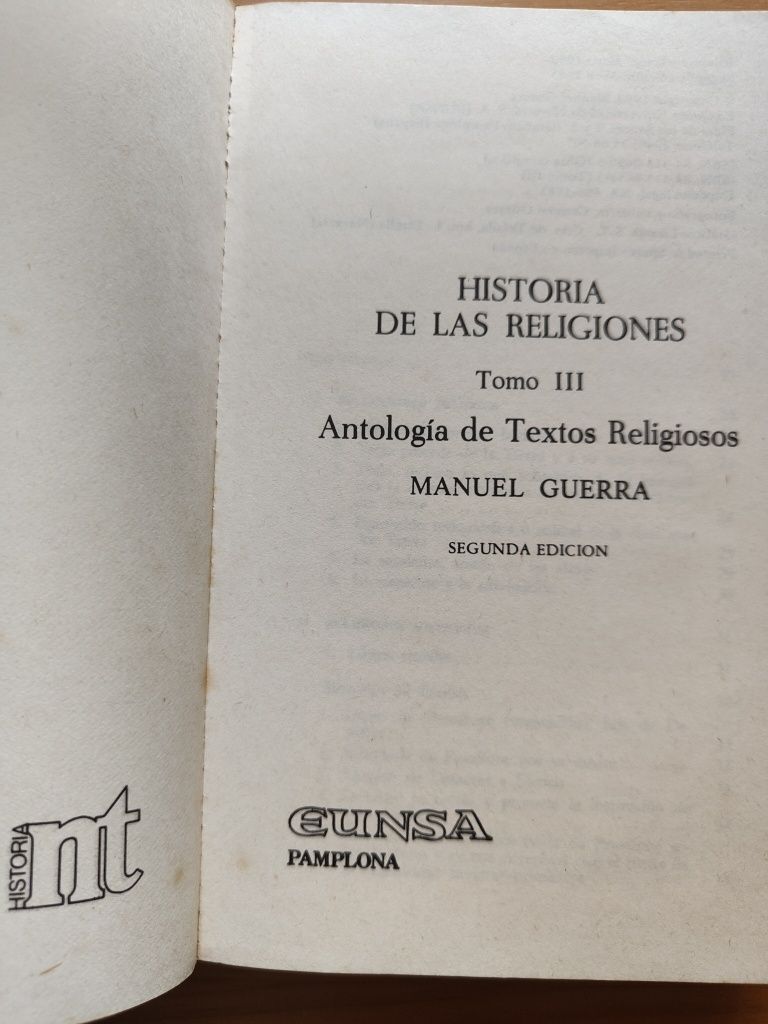 HISTORIA
DE LAS RELIGIONES
Tomo III
Antología de Textos Religiosos
MANUEL GUERRA
SEGUNDA EDICION
EUNSA
PAMPLONA
HISTORIA
nt